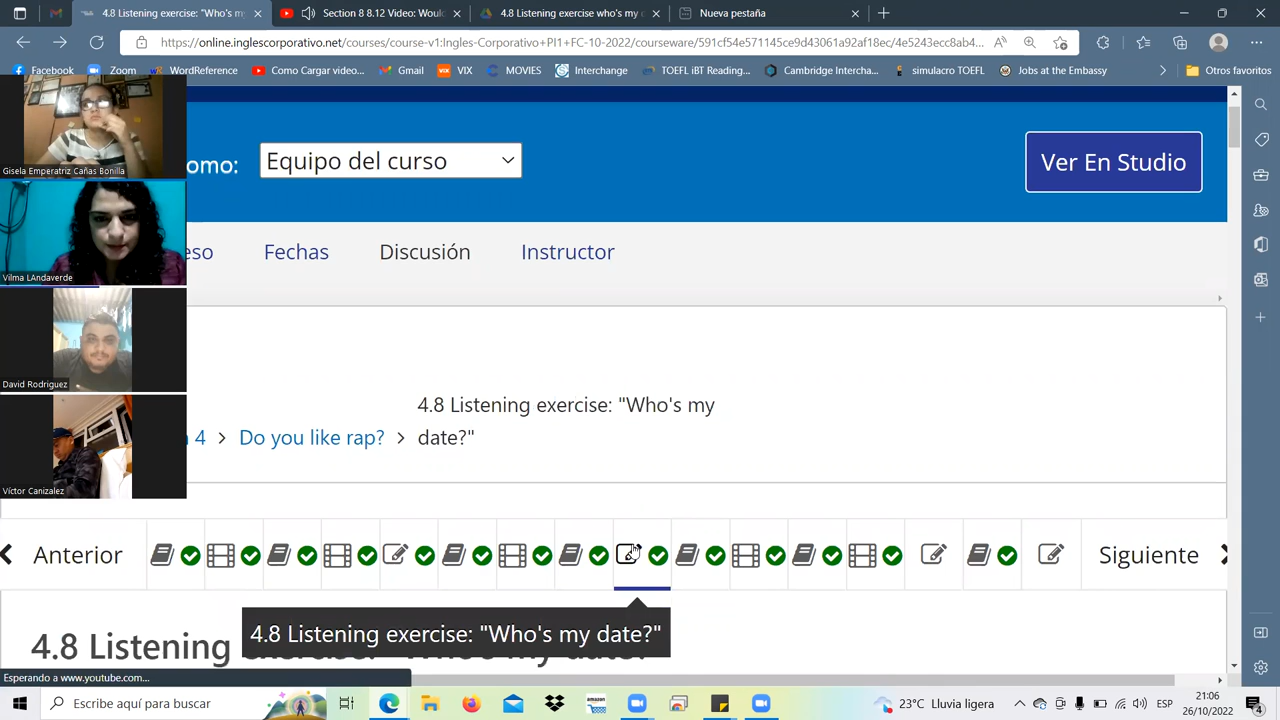 4.8 Listening exercise: "Who's my
Section 8 8.12 Video: Woul
4.8 Listening exercise who's my
Nueva pestaña
https://online.inglescorporativo.net/courses/course-v1:Ingles-Corporativo+PI1+FC-10-2022/courseware/591cf54e571145ce9d43061a92af18ec/4e5243ecc8ab4...
Facebook
Zoom
WordReference
Como Cargar video...
Gmail
VIX
MOVIES
Interchange
TOEFL iBT Reading...
Cambridge Intercha...
simulacro TOEFL
Jobs at the Embassy
Otros favoritos
Gisela Emperatriz Cañas Bonilla
omo:
Equipo del curso
Ver En Studio
Vilma LAndaverde
eso
Fechas
Discusión
Instructor
David Rodriguez
4.8 Listening exercise: "Who's my
4
Do you like rap?
date?"
Víctor Canizalez
Anterior
Siguiente
4.8 Listening exercise: "Who's my date?"
4.8 Listening
Esperando a www.youtube.com...
Escribe aquí para buscar
23°C Lluvia ligera
ESP
21:06
26/10/2022
4